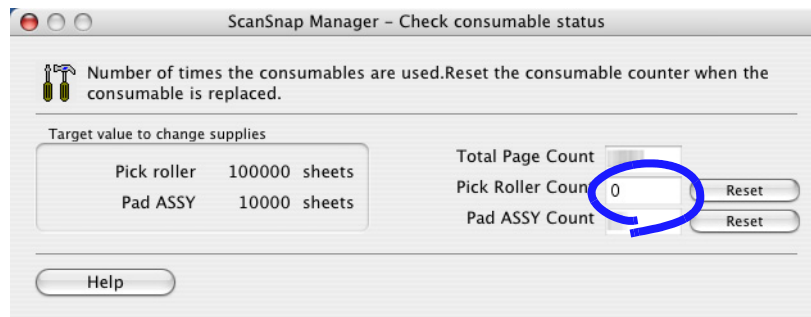 ScanSnap Manager – Check consumable status
Number of times the consumables are used.Reset the consumable counter when the
consumable is replaced.
Target value to change supplies
Pick roller 100000 sheets
Pad ASSY 10000 sheets
Total Page Count
Pick Roller Count 0 Reset
Pad ASSY Count Reset
Help